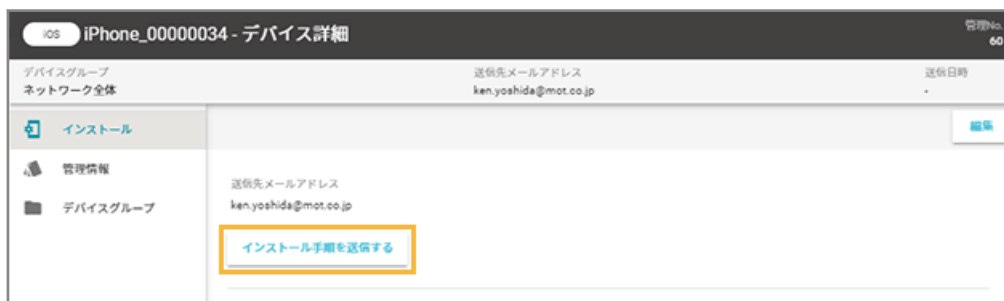 iOS iPhone_00000034 - デバイス詳細
管理No.
60
デバイスグループ
ネットワーク全体
送信先メールアドレス
ken.yoshida@mot.co.jp
送信日時
-
インストール
編集
管理情報
デバイスグループ
送信先メールアドレス
ken.yoshida@mot.co.jp
インストール手順を送信する